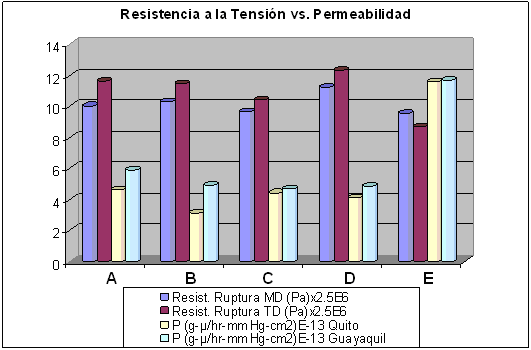 Resistencia a la Tensión vs. Permeabilidad
14
12
10
8
6
4
2
0
A B C D E
Resist. Ruptura MD (Pa)x2.5E6
Resist. Ruptura TD (Pa)x2.5E6
P (g-µ/hr-mm Hg-cm2)E-13 Quito
P (g-µ/hr-mm Hg-cm2)E-13 Guayaquil